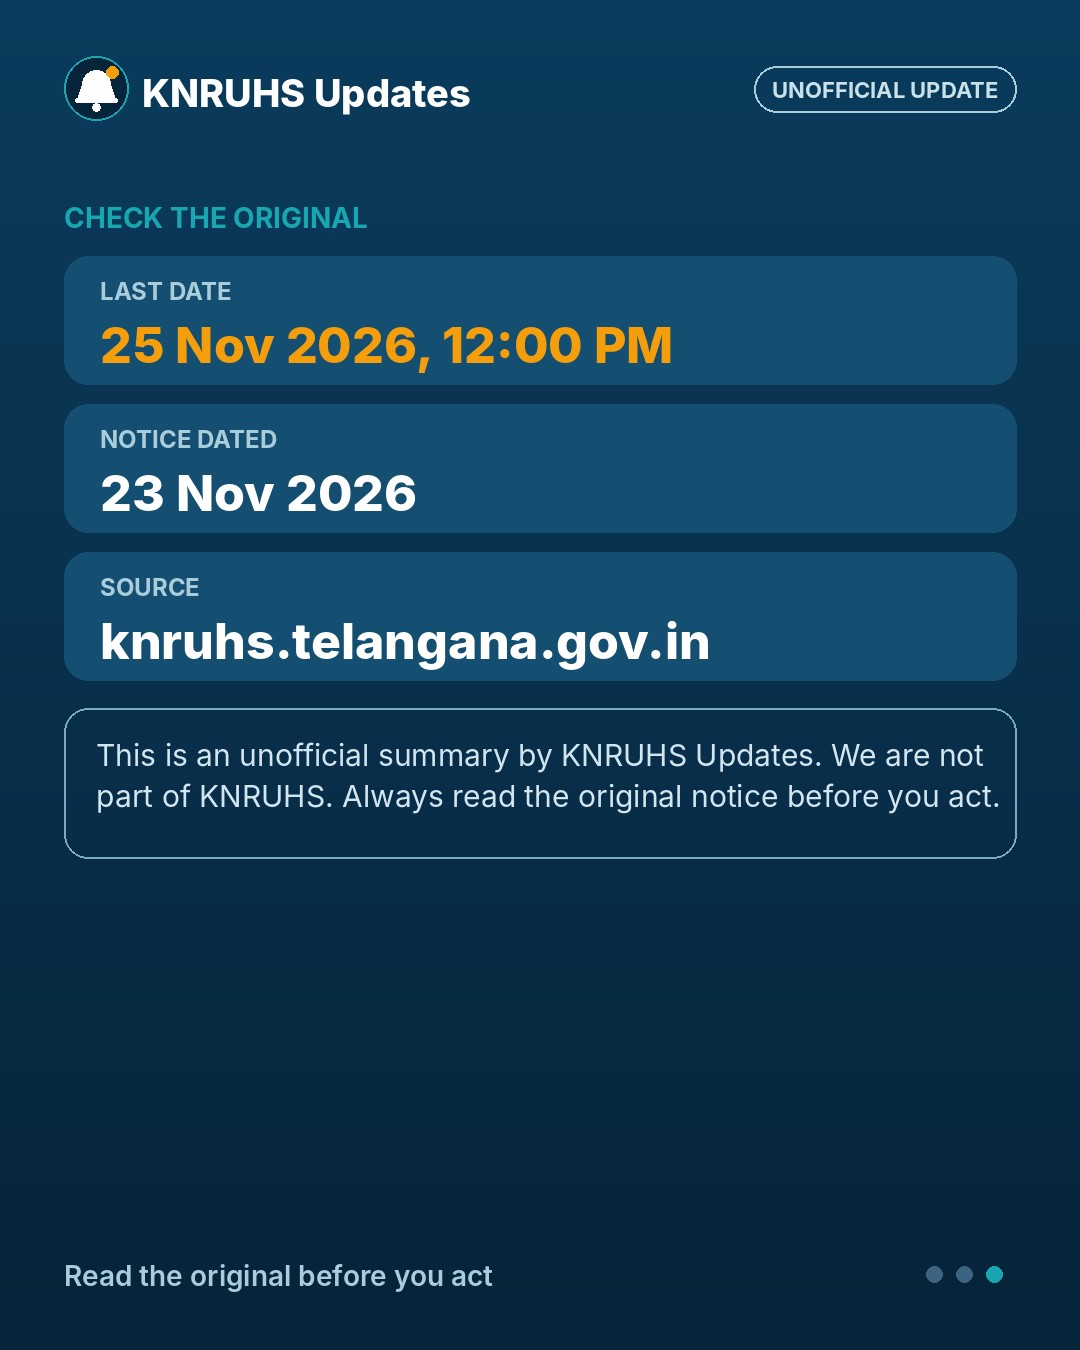 KNRUHS Updates
UNOFFICIAL UPDATE
CHECK THE ORIGINAL
LAST DATE
25 Nov 2026, 12:00 PM
NOTICE DATED
23 Nov 2026
SOURCE
knruhs.telangana.gov.in
This is an unofficial summary by KNRUHS Updates. We are not
part of KNRUHS. Always read the original notice before you act.
Read the original before you act